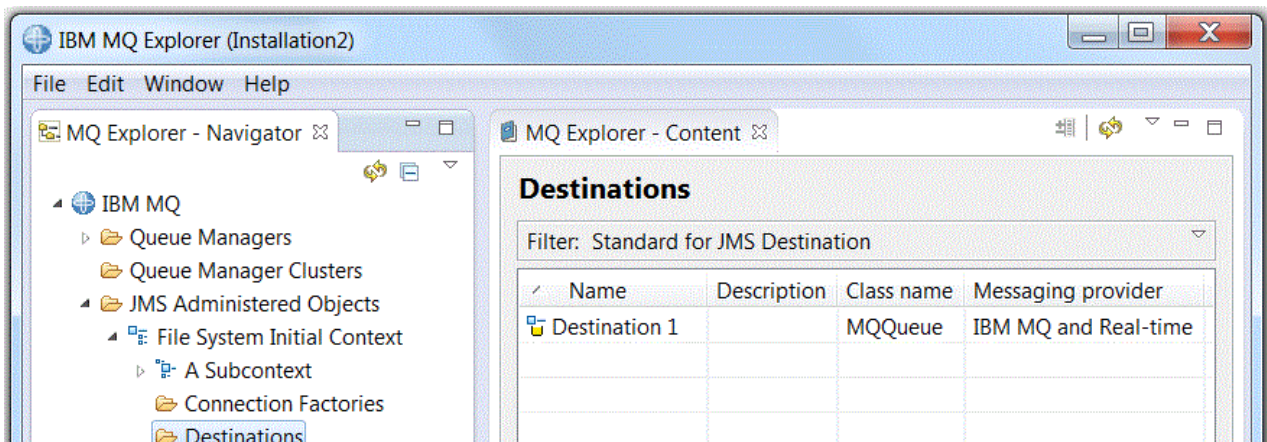 IBM MQ Explorer (Installation2)
File Edit Window Help
MQ Explorer - Navigator
IBM MQ
Queue Managers
Queue Manager Clusters
JMS Administered Objects
File System Initial Context
A Subcontext
Connection Factories
Destinations
MQ Explorer - Content
Destinations
Filter: Standard for JMS Destination
Name Description Class name Messaging provider
Destination 1 MQQueue IBM MQ and Real-time